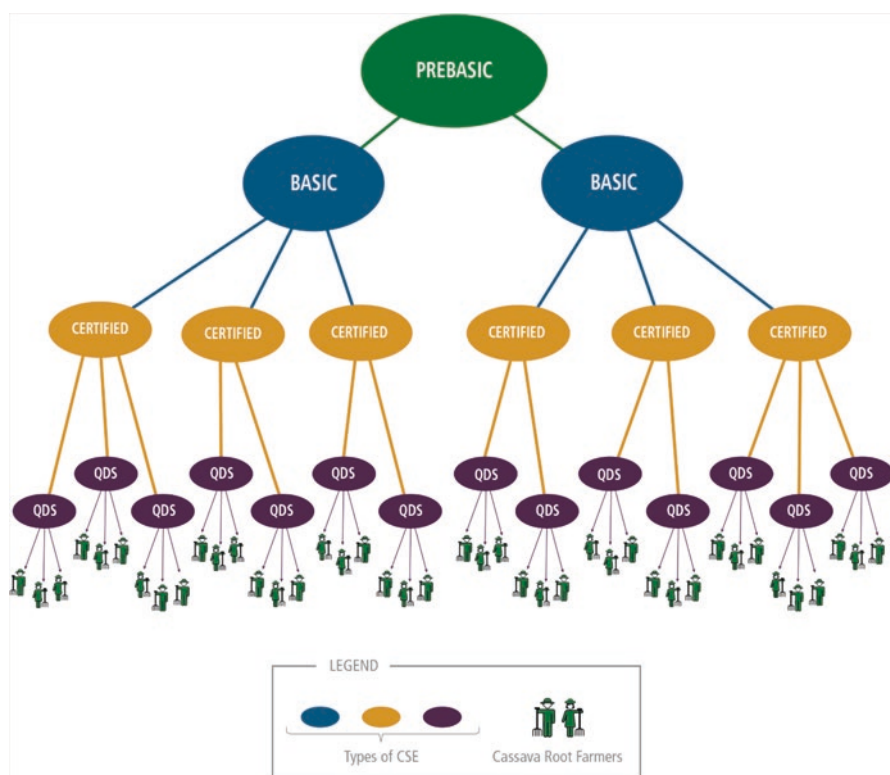 PREBASIC
BASIC
BASIC
CERTIFIED
CERTIFIED
CERTIFIED
CERTIFIED
CERTIFIED
CERTIFIED
QDS
QDS
QDS
QDS
QDS
QDS
QDS
QDS
QDS
QDS
QDS
QDS
QDS
QDS
LEGEND
Types of CSE
Cassava Root Farmers